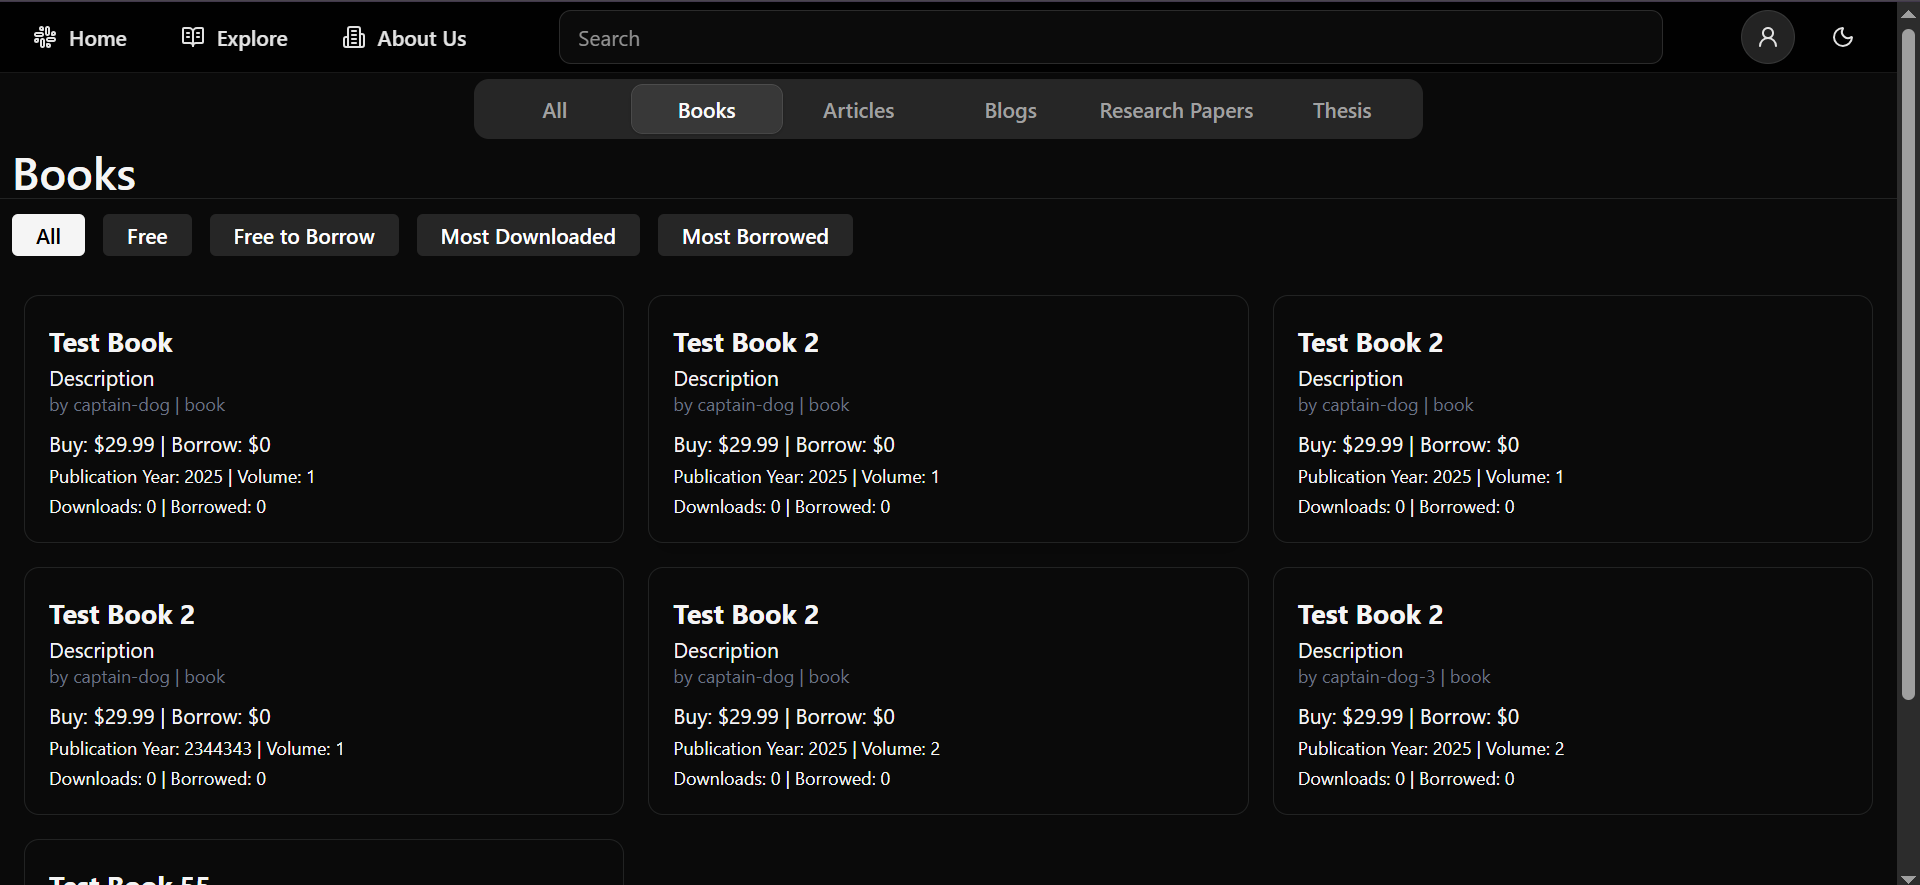 Home Explore About Us Search
All Books Articles Blogs Research Papers Thesis
Books
All Free Free to Borrow Most Downloaded Most Borrowed
Test Book
Description
by captain-dog | book
Buy: $29.99 | Borrow: $0
Publication Year: 2025 | Volume: 1
Downloads: 0 | Borrowed: 0
Test Book 2
Description
by captain-dog | book
Buy: $29.99 | Borrow: $0
Publication Year: 2025 | Volume: 1
Downloads: 0 | Borrowed: 0
Test Book 2
Description
by captain-dog | book
Buy: $29.99 | Borrow: $0
Publication Year: 2025 | Volume: 1
Downloads: 0 | Borrowed: 0
Test Book 2
Description
by captain-dog | book
Buy: $29.99 | Borrow: $0
Publication Year: 2344343 | Volume: 1
Downloads: 0 | Borrowed: 0
Test Book 2
Description
by captain-dog | book
Buy: $29.99 | Borrow: $0
Publication Year: 2025 | Volume: 2
Downloads: 0 | Borrowed: 0
Test Book 2
Description
by captain-dog-3 | book
Buy: $29.99 | Borrow: $0
Publication Year: 2025 | Volume: 2
Downloads: 0 | Borrowed: 0
Test Book 55